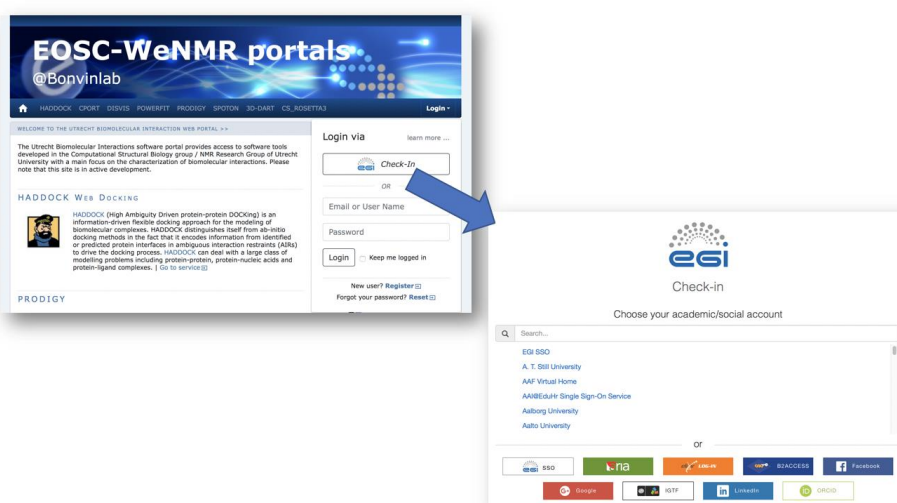 EOSC-WeNMR portals
@Bonvinlab
HADDOCK CPORT DISVIS POWERFIT PRODIGY SPOTON 3D-DART CS_ROSETTA3 Login
WELCOME TO THE UTRECHT BIOMOLECULAR INTERACTION WEB PORTAL >>
The Utrecht Biomolecular Interactions software portal provides access to software tools
developed in the Computational Structural Biology group / NMR Research Group of Utrecht
University with a main focus on the characterization of biomolecular interactions. Please
note that this site is in active development.
HADDOCK WEB DOCKING
HADDOCK (High Ambiguity Driven protein-protein DOCKing) is an
information-driven flexible docking approach for the modeling of
biomolecular complexes. HADDOCK distinguishes itself from ab-initio
docking methods in the fact that it encodes information from identified
or predicted protein interfaces in ambiguous interaction restraints (AIRs)
to drive the docking process. HADDOCK can deal with a large class of
modelling problems including protein-protein, protein-nucleic acids and
protein-ligand complexes. | Go to service
PRODIGY
Login via learn more ...
egi Check-In
OR
Email or User Name
Password
Login Keep me logged in
New user? Register
Forgot your password? Reset
egi
Check-in
Choose your academic/social account
Search...
EGI SSO
A. T. Still University
AAF Virtual Home
AAI@EduHr Single Sign-On Service
Aalborg University
Aalto University
or
egi SSO
na
LOG-IN
B2ACCESS
Facebook
G+ Google
IGTF
in LinkedIn
iD ORCID